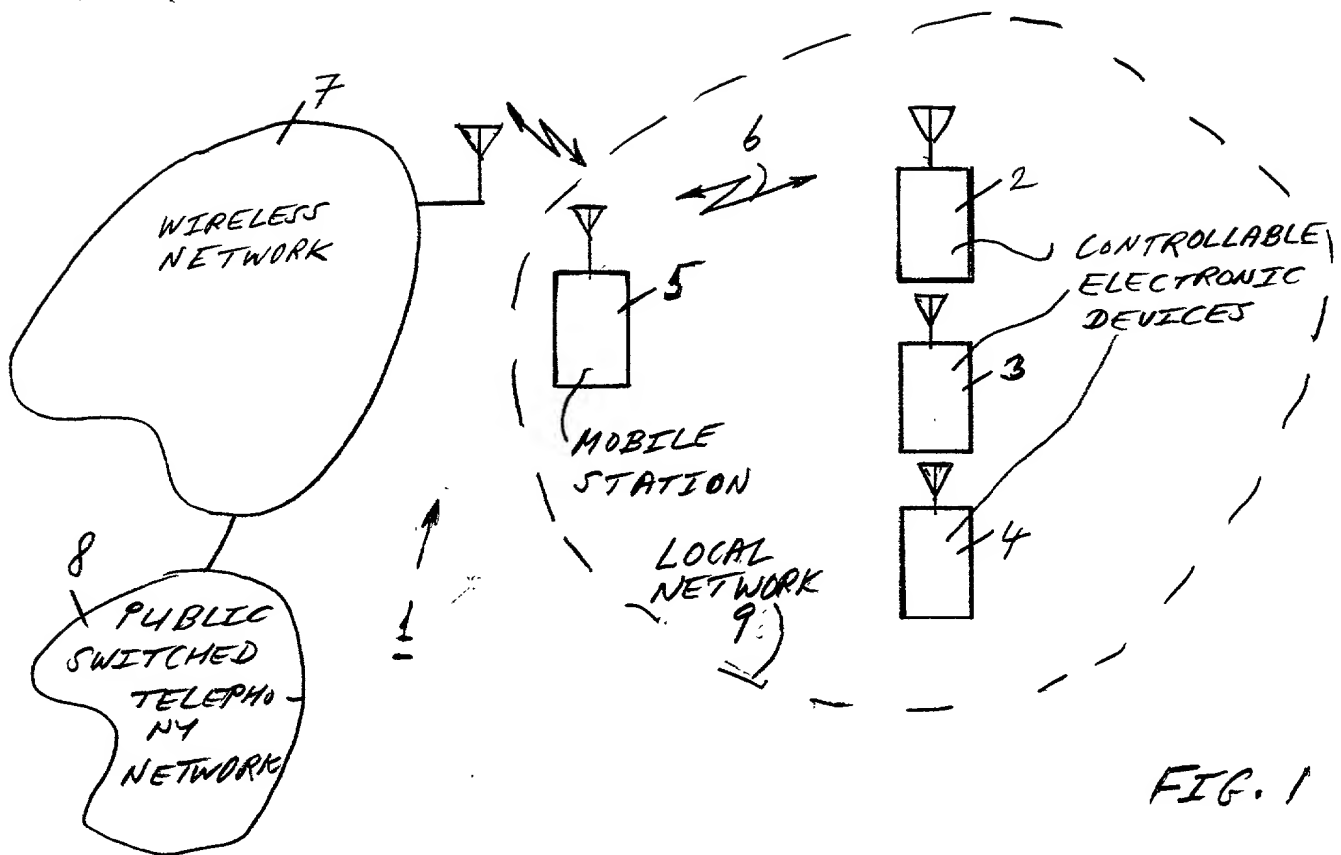 7
WIRELESS
NETWORK
6
2
CONTROLLABLE
ELECTRONIC
DEVICES
5
3
MOBILE
STATION
4
8
PUBLIC
SWITCHED
TELEPHO-
NY
NETWORK
1
LOCAL
NETWORK
9
FIG. 1